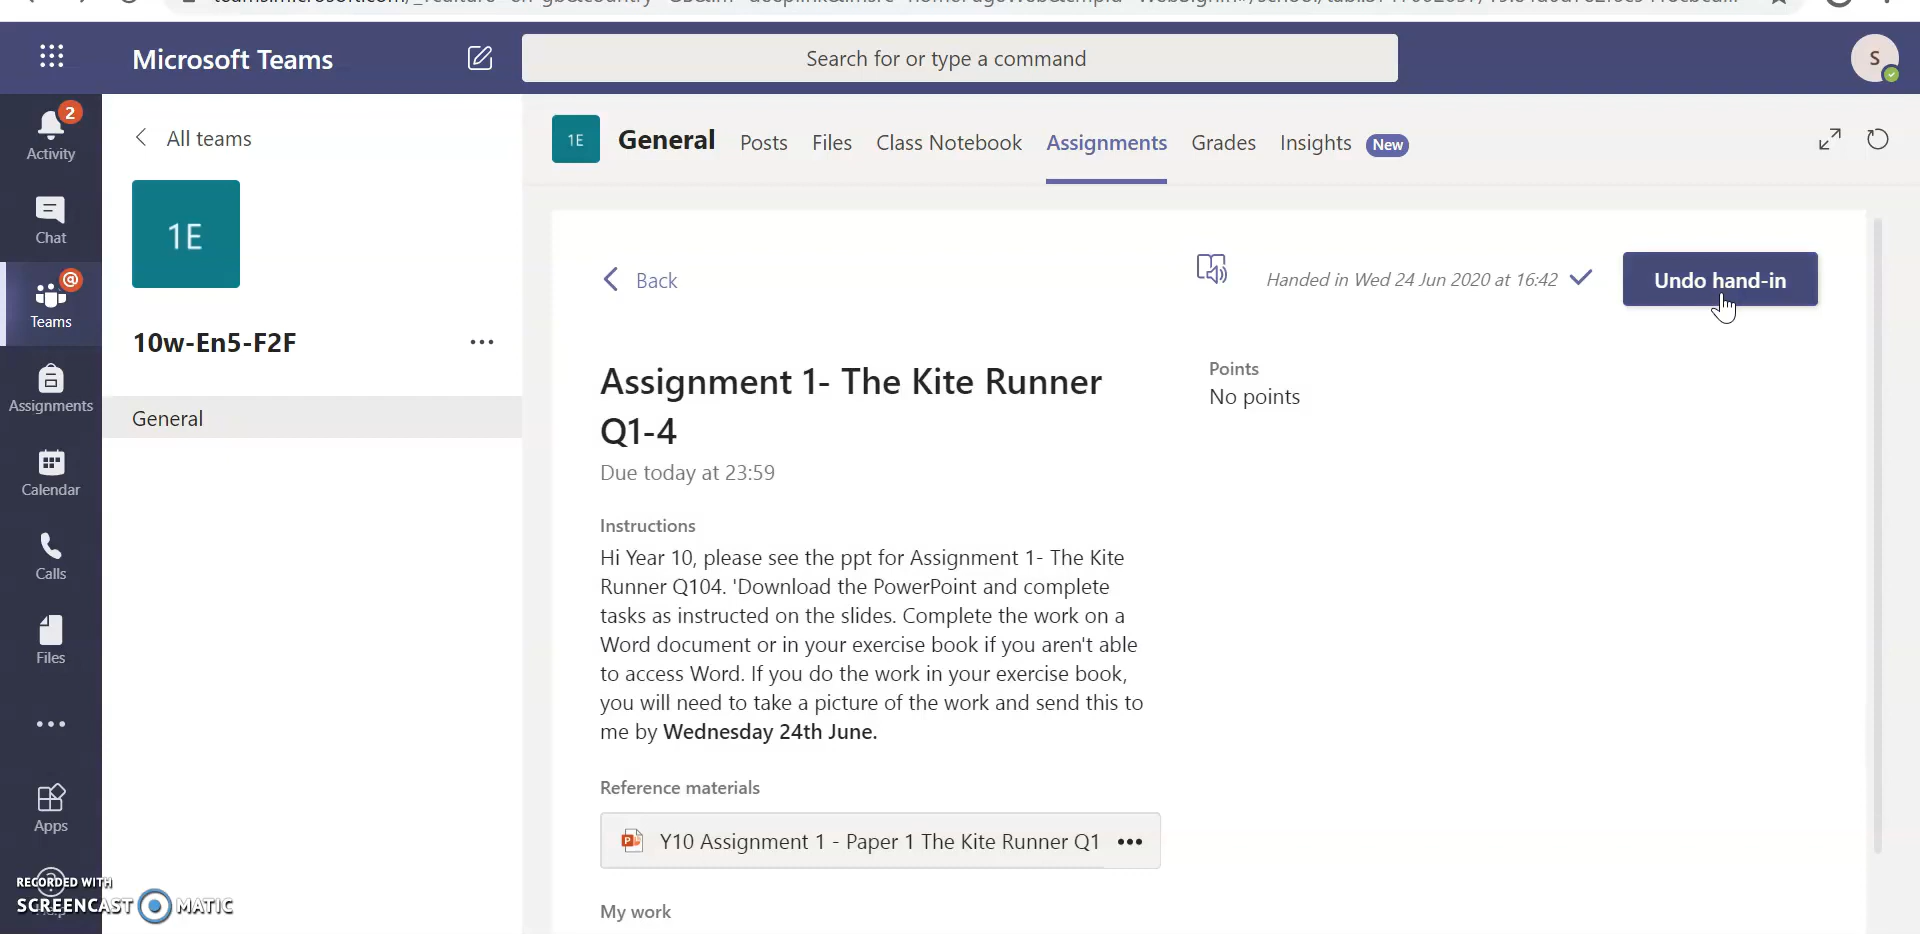 Microsoft Teams
Search for or type a command
S
2
Activity
Chat
@
Teams
Assignments
Calendar
Calls
Files
Apps
All teams
1E
10w-En5-F2F
General
1E
General
Posts
Files
Class Notebook
Assignments
Grades
Insights
New
Back
Handed in Wed 24 Jun 2020 at 16:42
Undo hand-in
Assignment 1- The Kite Runner
Q1-4
Due today at 23:59
Points
No points
Instructions
Hi Year 10, please see the ppt for Assignment 1- The Kite
Runner Q104. 'Download the PowerPoint and complete
tasks as instructed on the slides. Complete the work on a
Word document or in your exercise book if you aren't able
to access Word. If you do the work in your exercise book,
you will need to take a picture of the work and send this to
me by Wednesday 24th June.
Reference materials
Y10 Assignment 1 - Paper 1 The Kite Runner Q1
My work
RECORDED WITH
SCREENCAST MATIC